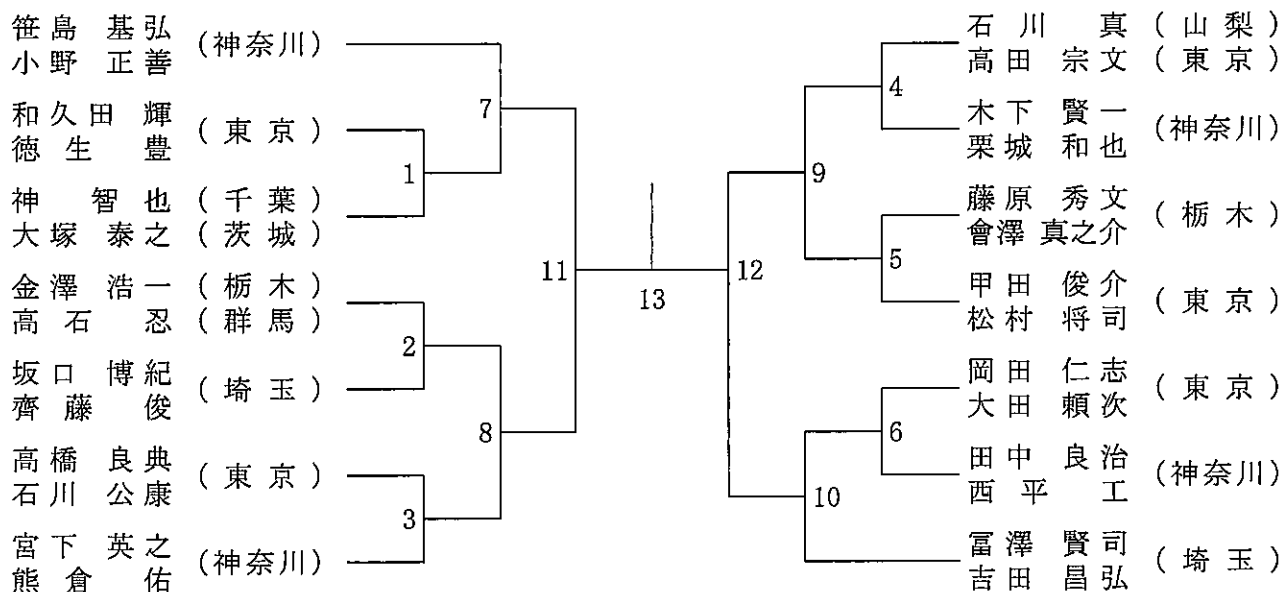 笹島 基弘 (神奈川)
小野 正善
和久田 輝 (東京)
徳生 豊
神 智也 (千葉)
大塚 泰之 (茨城)
金澤 浩一 (栃木)
高石 忍 (群馬)
坂口 博紀 (埼玉)
齊藤 俊
高橋 良典 (東京)
石川 公康
宮下 英之 (神奈川)
熊倉 佑
7
1
11
2
8
3
13
石川 真 (山梨)
高田 宗文 (東京)
木下 賢一 (神奈川)
栗城 和也
藤原 秀文 (栃木)
會澤 真之介
甲田 俊介 (東京)
松村 将司
岡田 仁志 (東京)
大田 頼次
田中 良治 (神奈川)
西平 工
冨澤 賢司 (埼玉)
吉田 昌弘
4
9
12
5
6
10